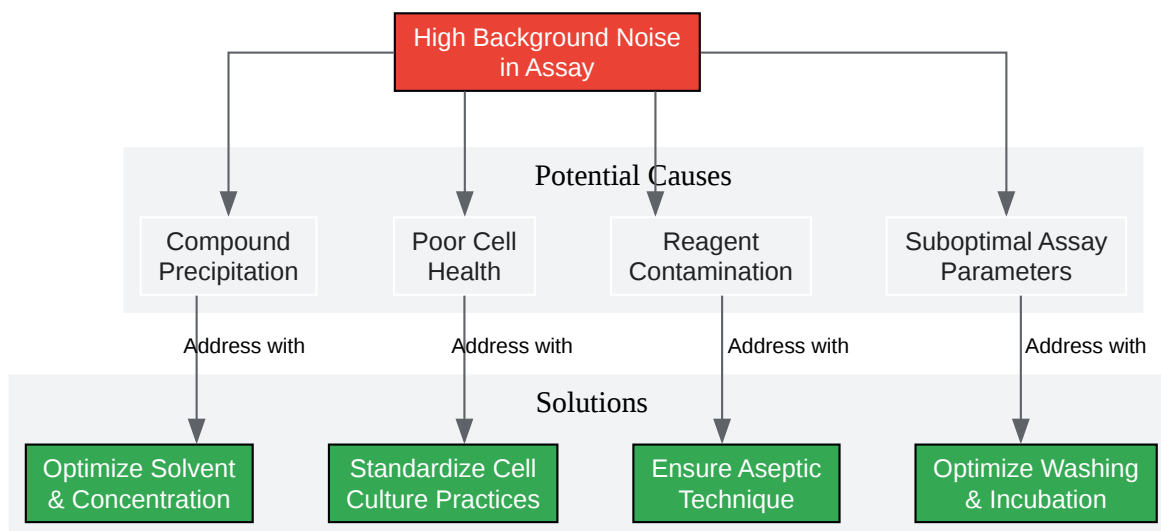 High Background Noise
in Assay
Potential Causes
Compound
Precipitation
Poor Cell
Health
Reagent
Contamination
Suboptimal Assay
Parameters
Address with
Address with
Address with
Address with
Solutions
Optimize Solvent
& Concentration
Standardize Cell
Culture Practices
Ensure Aseptic
Technique
Optimize Washing
& Incubation